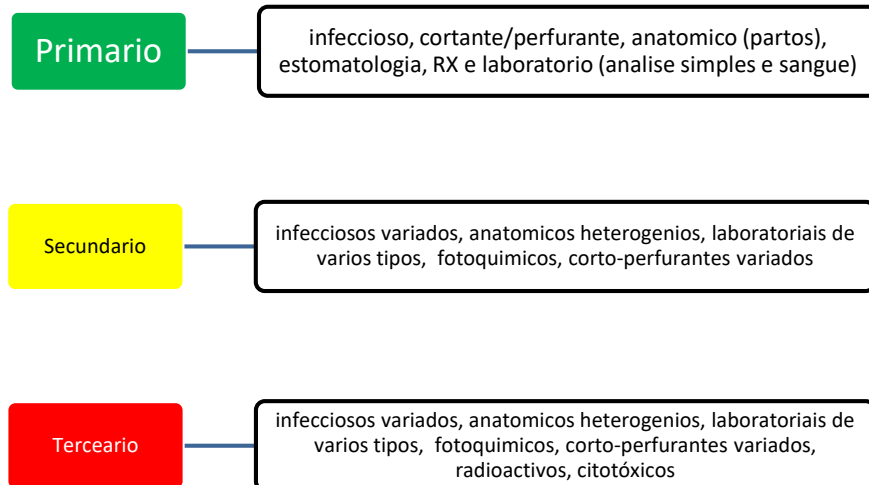 Primario
infeccioso, cortante/perfurante, anatomico (partos),
estomatologia, RX e laboratorio (analise simples e sangue)
Secundario
infecciosos variados, anatomicos heterogenios, laboratoriais de
varios tipos, fotoquimicos, corto-perfurantes variados
Terceario
infecciosos variados, anatomicos heterogenios, laboratoriais de
varios tipos, fotoquimicos, corto-perfurantes variados,
radioactivos, citotóxicos